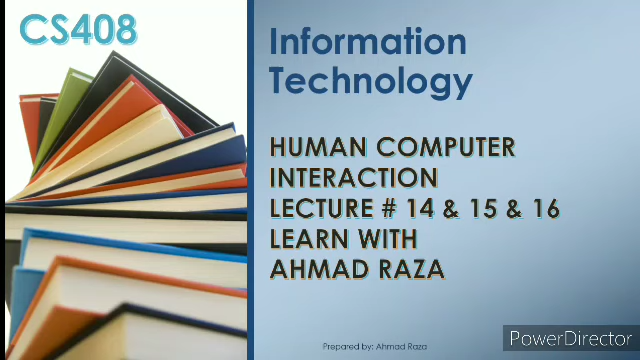 CS408
Information
Technology
HUMAN COMPUTER
INTERACTION
LECTURE # 14 & 15 & 16
LEARN WITH
AHMAD RAZA
Prepared by: Ahmad Raza
PowerDirector